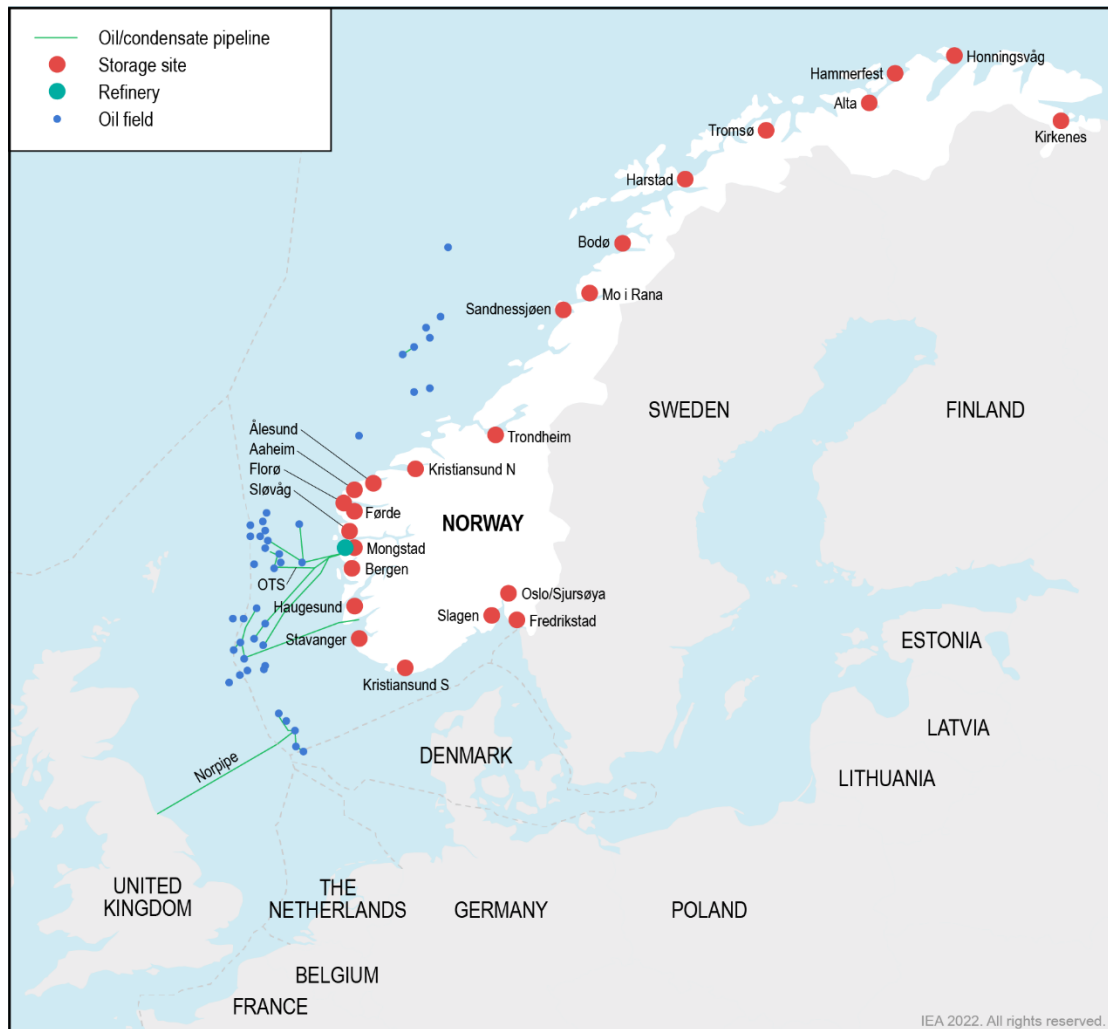 Oil/condensate pipeline
Storage site
Refinery
Oil field
Honningsvåg
Hammerfest
Alta
Tromsø
Kirkenes
Harstad
Bodø
Mo i Rana
Sandnessjøen
SWEDEN
FINLAND
Ålesund
Aaheim
Florø
Sløvåg
Trondheim
Kristiansund N
Førde
NORWAY
Mongstad
OTS
Bergen
Oslo/Sjursøya
Haugesund
Slagen
Fredrikstad
Stavanger
ESTONIA
Kristiansund S
LATVIA
DENMARK
Norpipe
LITHUANIA
UNITED
KINGDOM
THE
NETHERLANDS
GERMANY
POLAND
BELGIUM
FRANCE
IEA 2022. All rights reserved.